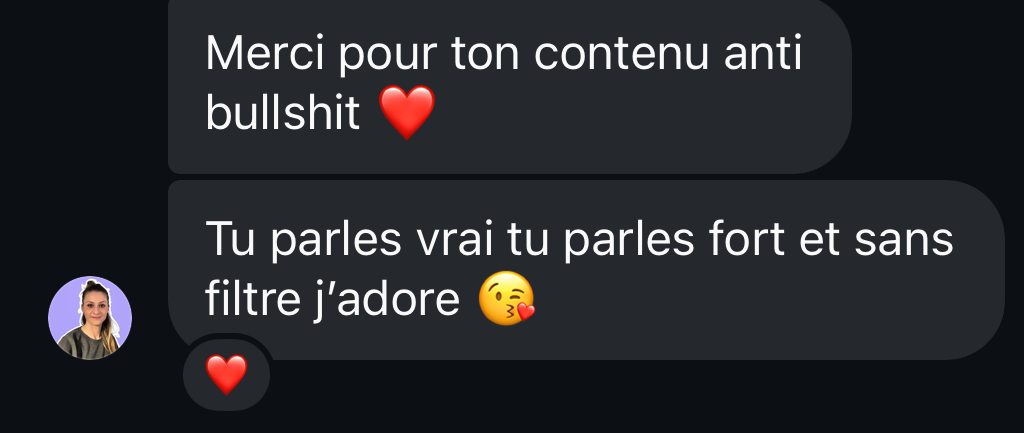 Merci pour ton contenu anti
bullshit ❤️
Tu parles vrai tu parles fort et sans
filtre j’adore 😘
❤️